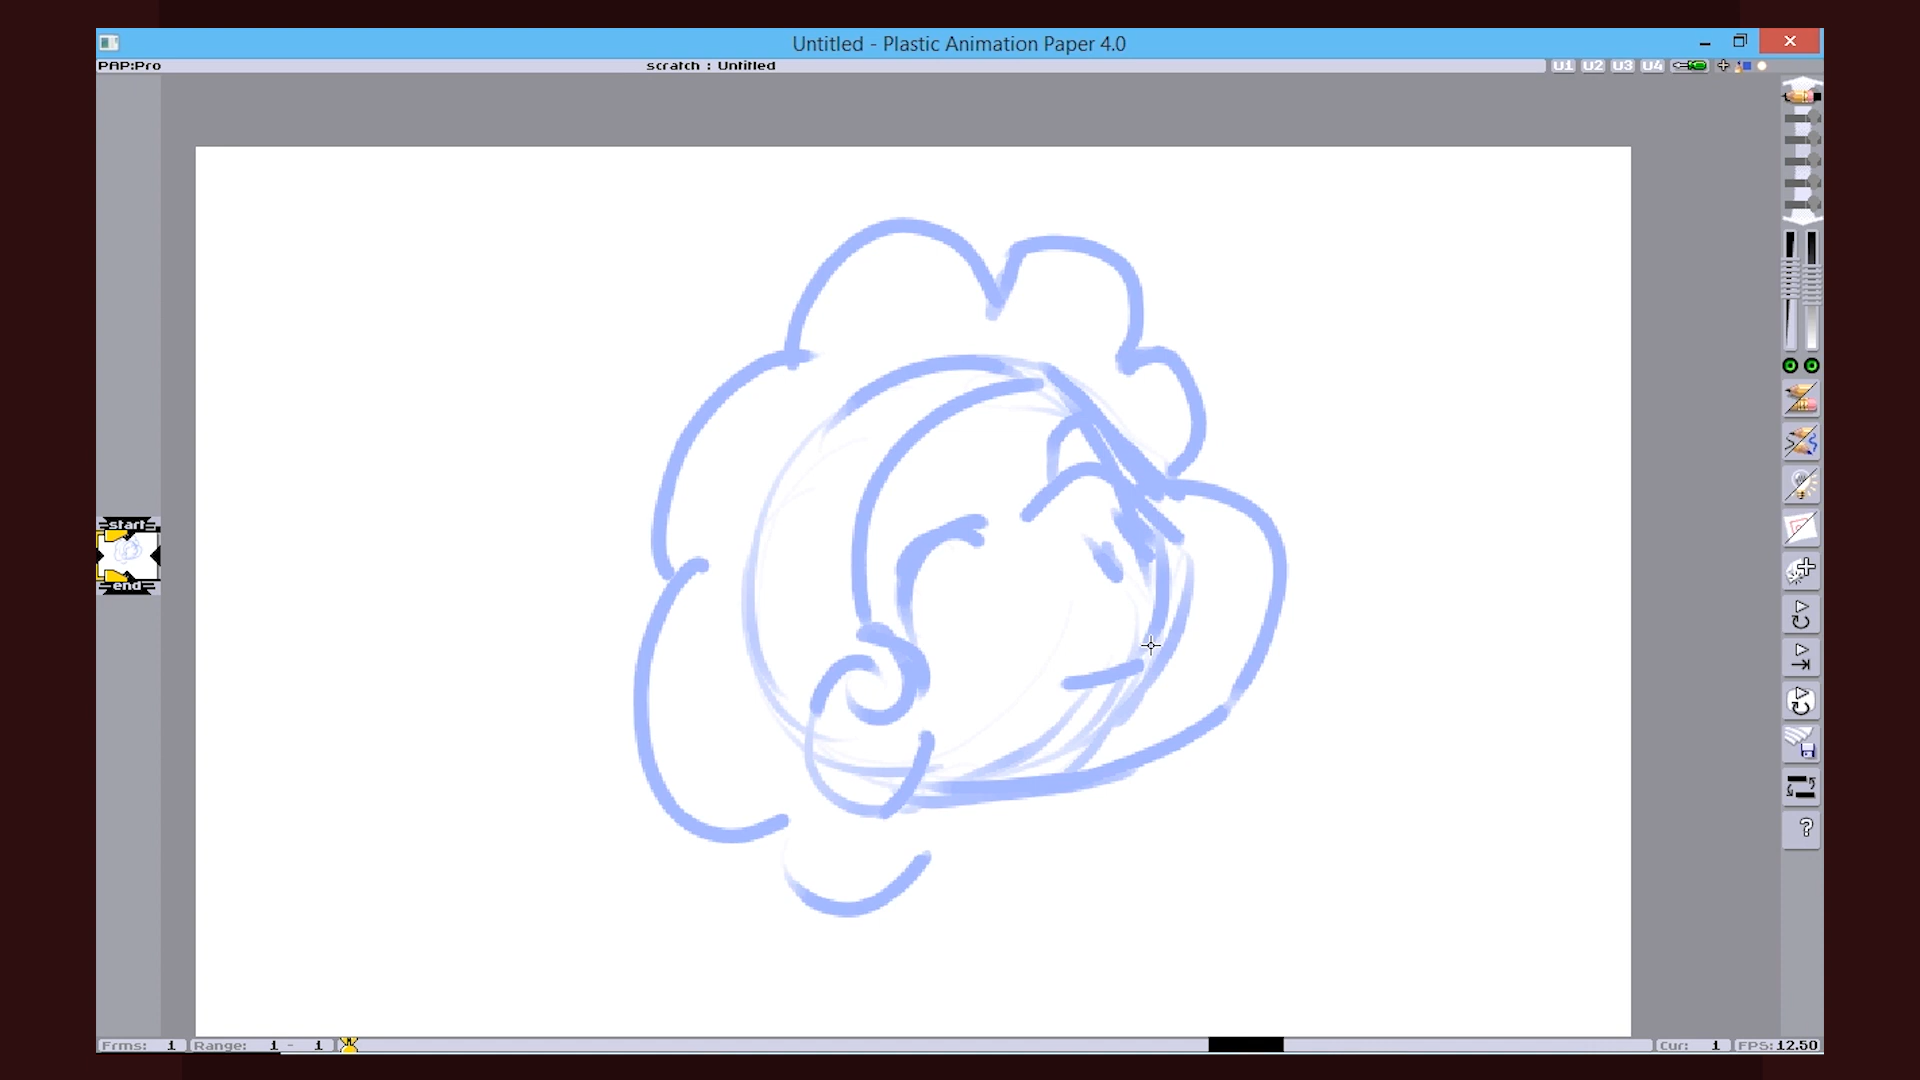 Untitled - Plastic Animation Paper 4.0
PAP:Pro
scratch : Untitled
U1 U2 U3 U4
start
end
?
Frms: 1
Range: 1 - 1
Cur: 1
FPS:12.50